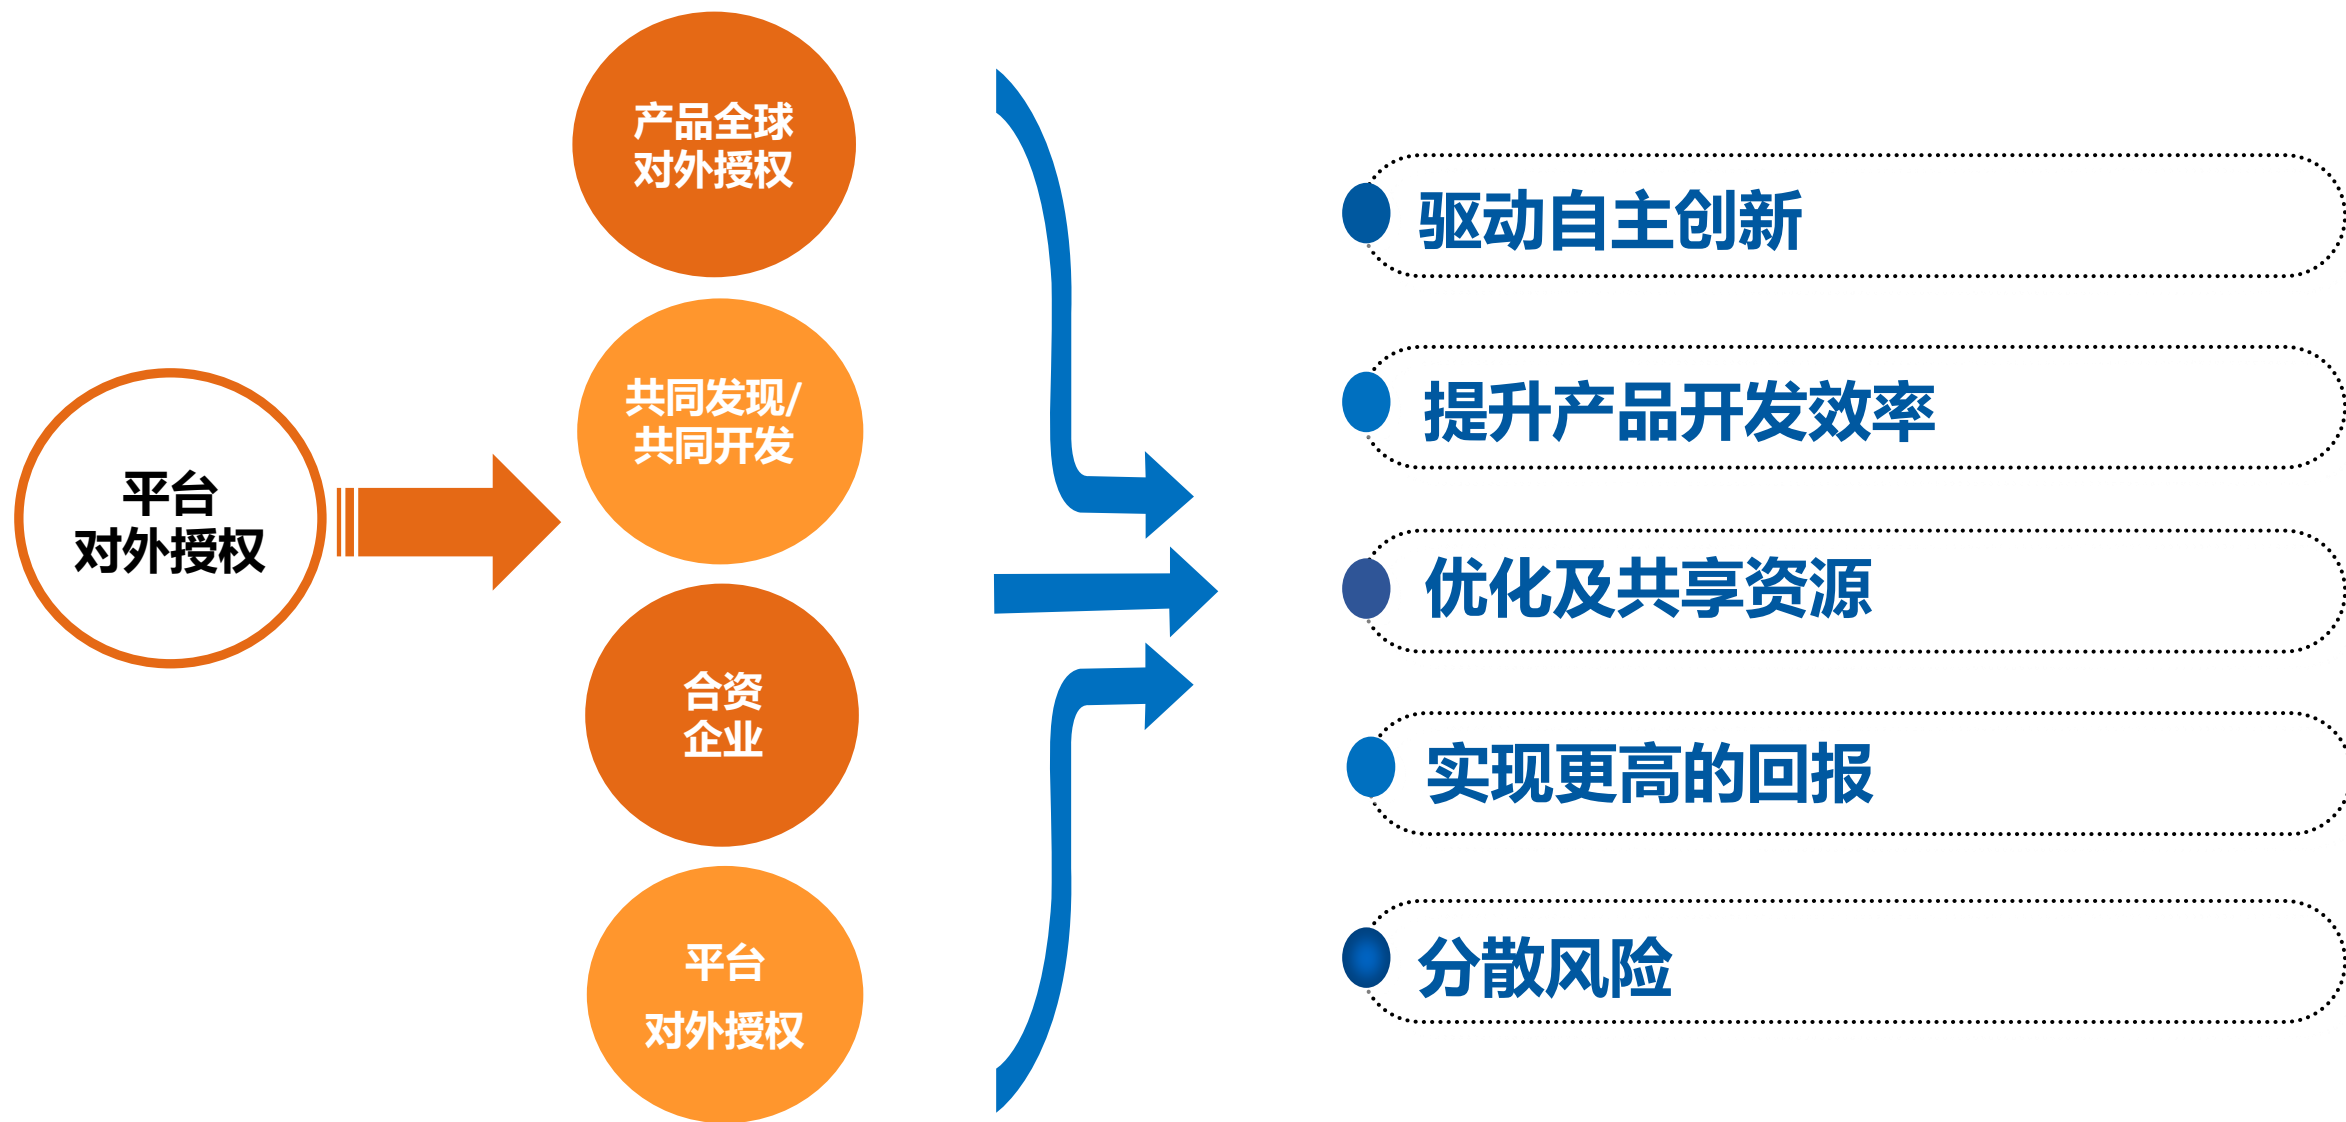 平台
对外授权
产品全球
对外授权
共同发现/
共同开发
合资
企业
平台
对外授权
驱动自主创新
提升产品开发效率
优化及共享资源
实现更高的回报
分散风险